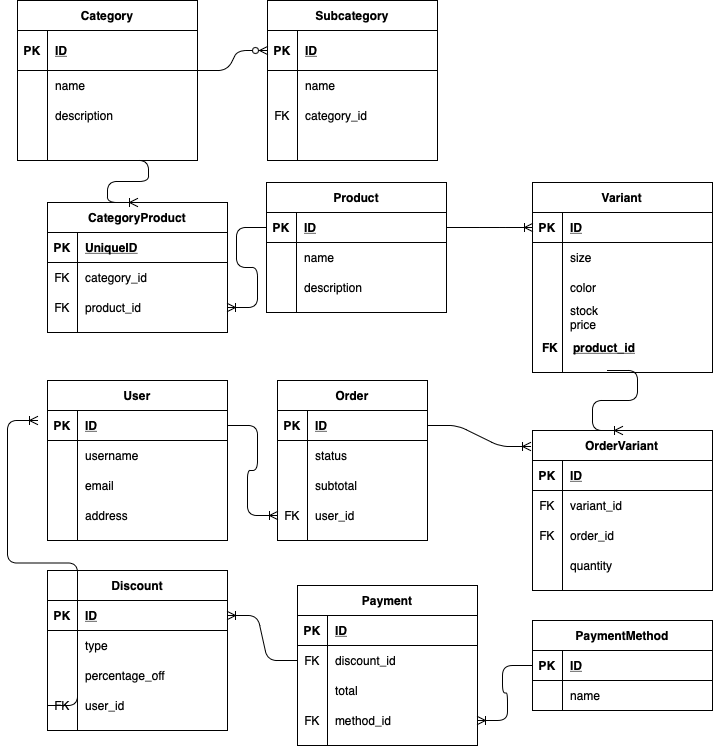 Category
PK ID
name
description
Subcategory
PK ID
name
FK category_id
CategoryProduct
PK UniqueID
FK category_id
FK product_id
Product
PK ID
name
description
Variant
PK ID
size
color
stock
price
FK product_id
User
PK ID
username
email
address
Order
PK ID
status
subtotal
FK user_id
OrderVariant
PK ID
FK variant_id
FK order_id
quantity
Discount
PK ID
type
percentage_off
FK user_id
Payment
PK ID
FK discount_id
total
FK method_id
PaymentMethod
PK ID
name